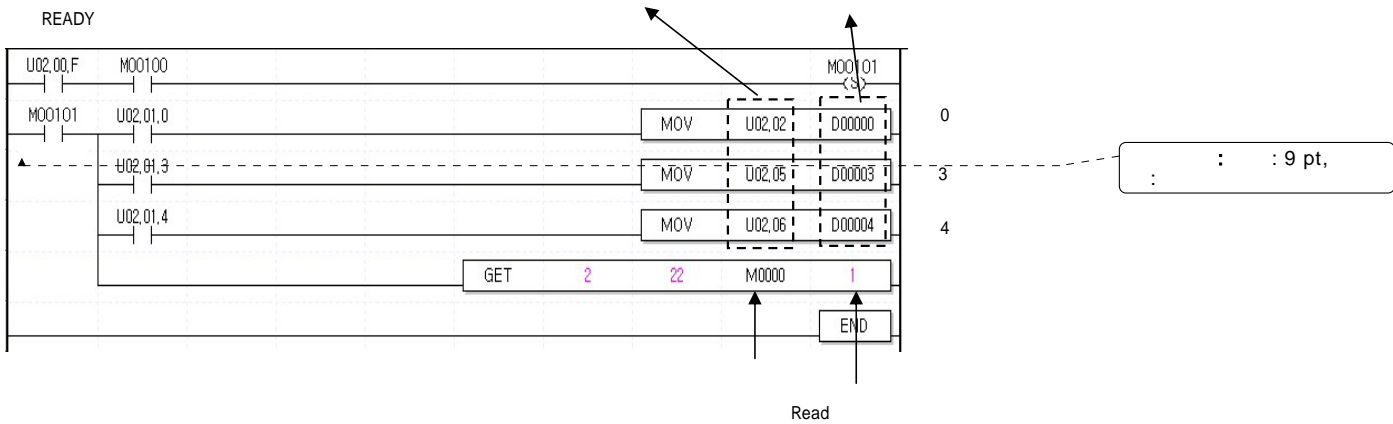 READY
U02,00,F M00100 M00101
(S)
M00101 U02,01,0 MOV U02,02 D00000 0
U02,01,3 MOV U02,05 D00003 3
: : 9 pt,
:
U02,01,4 MOV U02,06 D00004 4
GET 2 22 M0000 1
END
Read